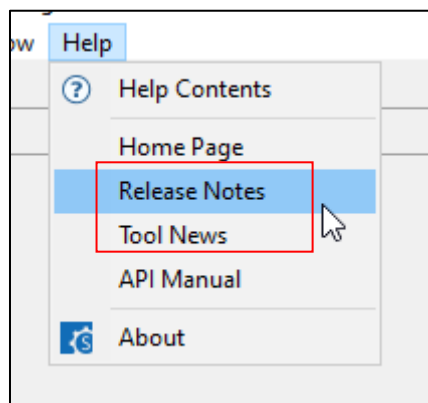 ow Help
Help Contents
Home Page
Release Notes
Tool News
API Manual
About